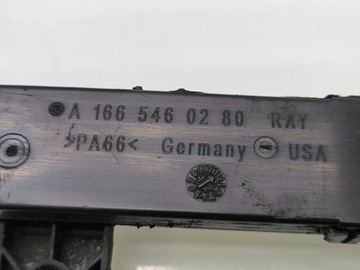 A 166 546 02 80 RAY
>PA66< Germany USA